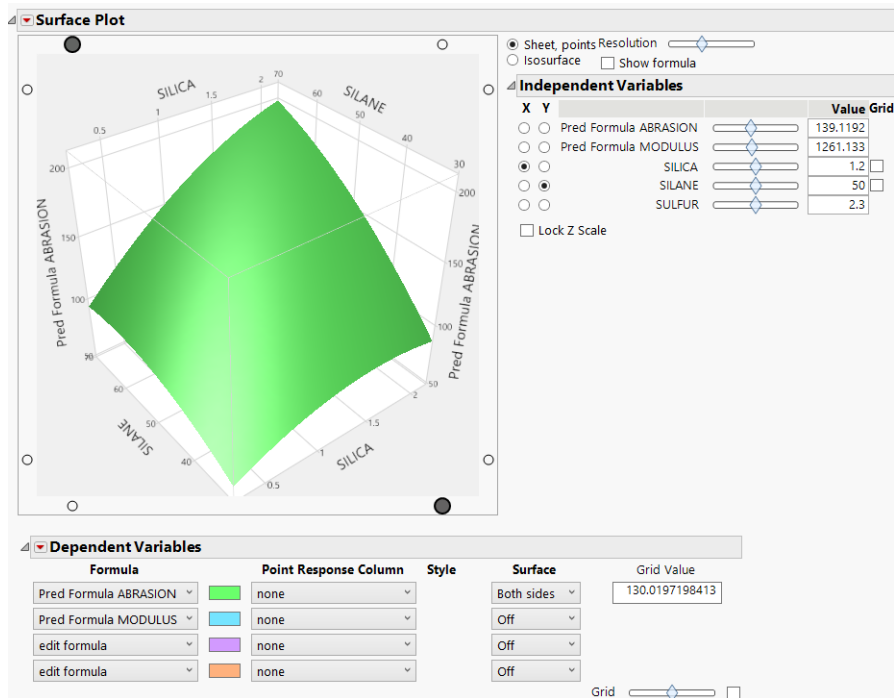 Surface Plot
Sheet, points Resolution
Isosurface Show formula
Independent Variables
X Y Value Grid
Pred Formula ABRASION 139.1192
Pred Formula MODULUS 1261.133
SILICA 1.2
SILANE 50
SULFUR 2.3
Lock Z Scale
SILICA
SILANE
0.5 1 1.5 2 70 60 50 40 30
Pred Formula ABRASION
200 150 100 50
Pred Formula ABRASION
200 150 100 50
SILANE
60 50 40
SILICA
0.5 1 1.5 2
Dependent Variables
Formula Point Response Column Style Surface Grid Value
Pred Formula ABRASION none Both sides 130.0197198413
Pred Formula MODULUS none Off
edit formula none Off
edit formula none Off
Grid